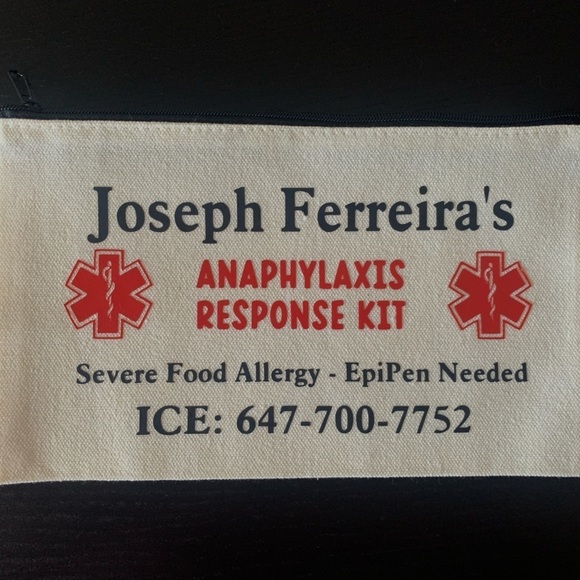 Joseph Ferreira's
ANAPHYLAXIS
RESPONSE KIT
Severe Food Allergy - EpiPen Needed
ICE: 647-700-7752